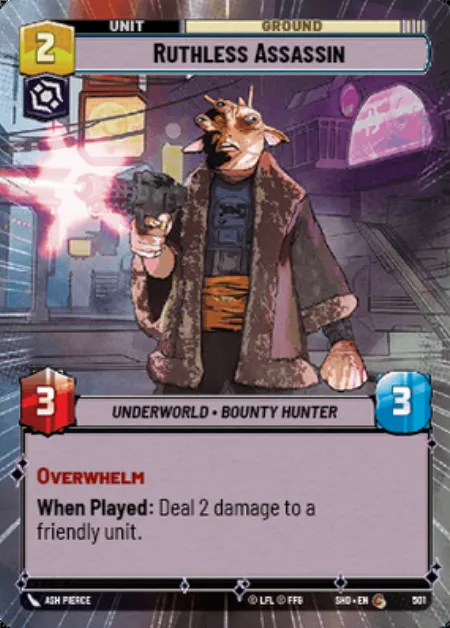 UNIT
GROUND
2
RUTHLESS ASSASSIN
3
UNDERWORLD • BOUNTY HUNTER
3
OVERWHELM
When Played: Deal 2 damage to a
friendly unit.
ASH PIERCE
Ⓟ LFL Ⓟ FFG
SHD • EN
501